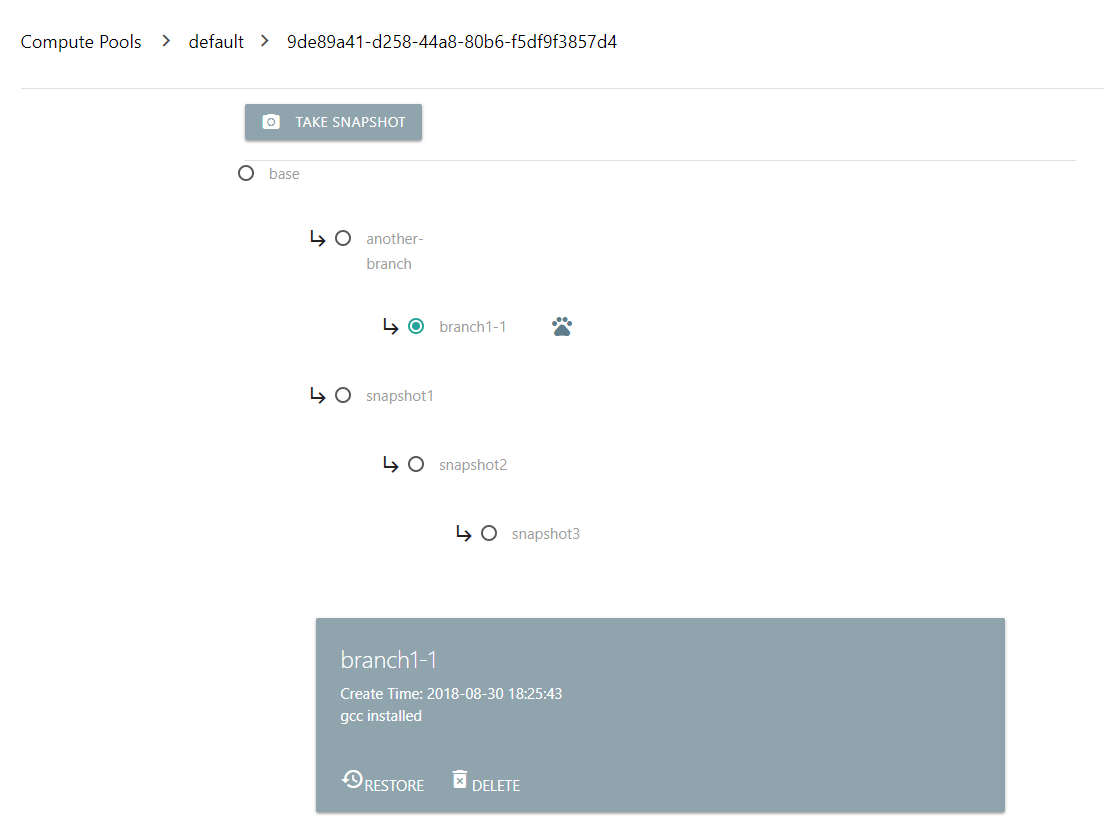 Compute Pools > default > 9de89a41-d258-44a8-80b6-f5df9f3857d4
TAKE SNAPSHOT
base
another-
branch
branch1-1
snapshot1
snapshot2
snapshot3
branch1-1
Create Time: 2018-08-30 18:25:43
gcc installed
RESTORE DELETE